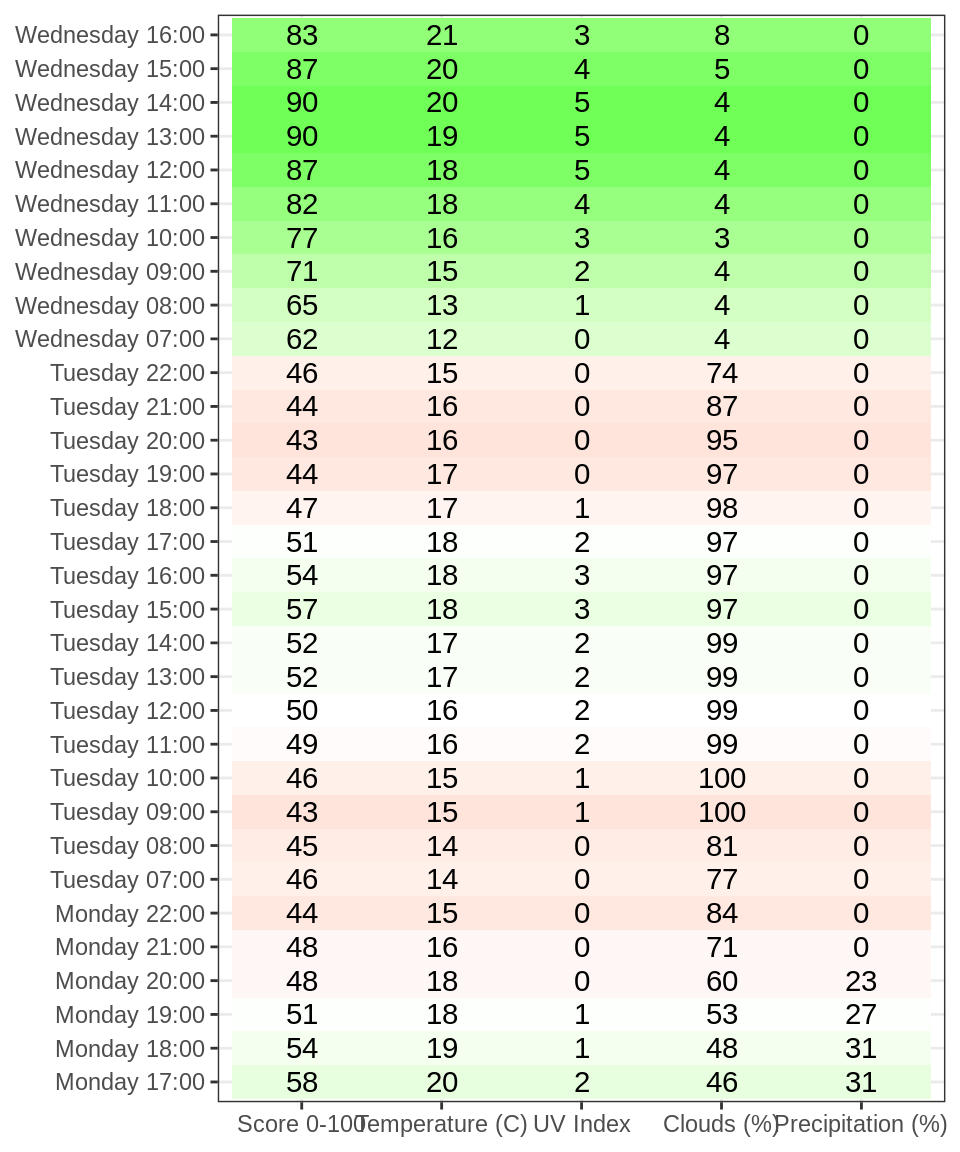 Wednesday 16:00 83 21 3 8 0
Wednesday 15:00 87 20 4 5 0
Wednesday 14:00 90 20 5 4 0
Wednesday 13:00 90 19 5 4 0
Wednesday 12:00 87 18 5 4 0
Wednesday 11:00 82 18 4 4 0
Wednesday 10:00 77 16 3 3 0
Wednesday 09:00 71 15 2 4 0
Wednesday 08:00 65 13 1 4 0
Wednesday 07:00 62 12 0 4 0
Tuesday 22:00 46 15 0 74 0
Tuesday 21:00 44 16 0 87 0
Tuesday 20:00 43 16 0 95 0
Tuesday 19:00 44 17 0 97 0
Tuesday 18:00 47 17 1 98 0
Tuesday 17:00 51 18 2 97 0
Tuesday 16:00 54 18 3 97 0
Tuesday 15:00 57 18 3 97 0
Tuesday 14:00 52 17 2 99 0
Tuesday 13:00 52 17 2 99 0
Tuesday 12:00 50 16 2 99 0
Tuesday 11:00 49 16 2 99 0
Tuesday 10:00 46 15 1 100 0
Tuesday 09:00 43 15 1 100 0
Tuesday 08:00 45 14 0 81 0
Tuesday 07:00 46 14 0 77 0
Monday 22:00 44 15 0 84 0
Monday 21:00 48 16 0 71 0
Monday 20:00 48 18 0 60 23
Monday 19:00 51 18 1 53 27
Monday 18:00 54 19 1 48 31
Monday 17:00 58 20 2 46 31
Score 0-100 Temperature (C) UV Index Clouds (%) Precipitation (%)